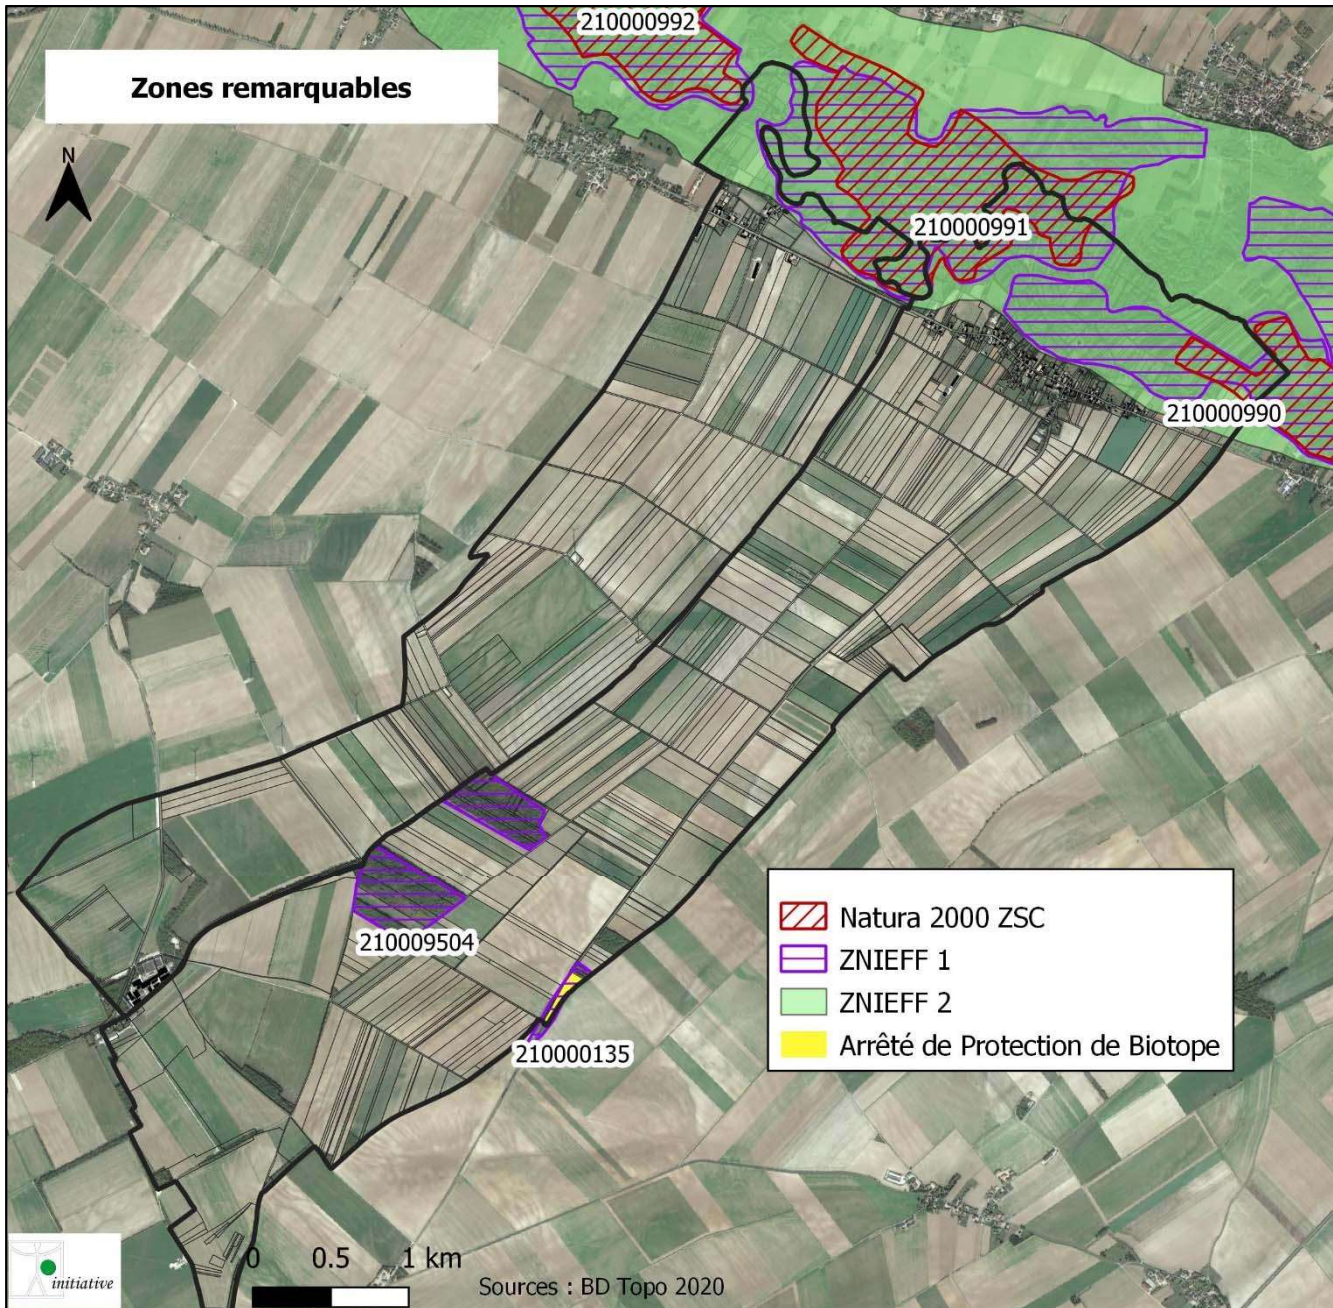 210000992
Zones remarquables
N
210000991
210000990
210009504
210000135
Natura 2000 ZSC
ZNIEFF 1
ZNIEFF 2
Arrêté de Protection de Biotope
0 0.5 1 km
initiative
Sources : BD Topo 2020